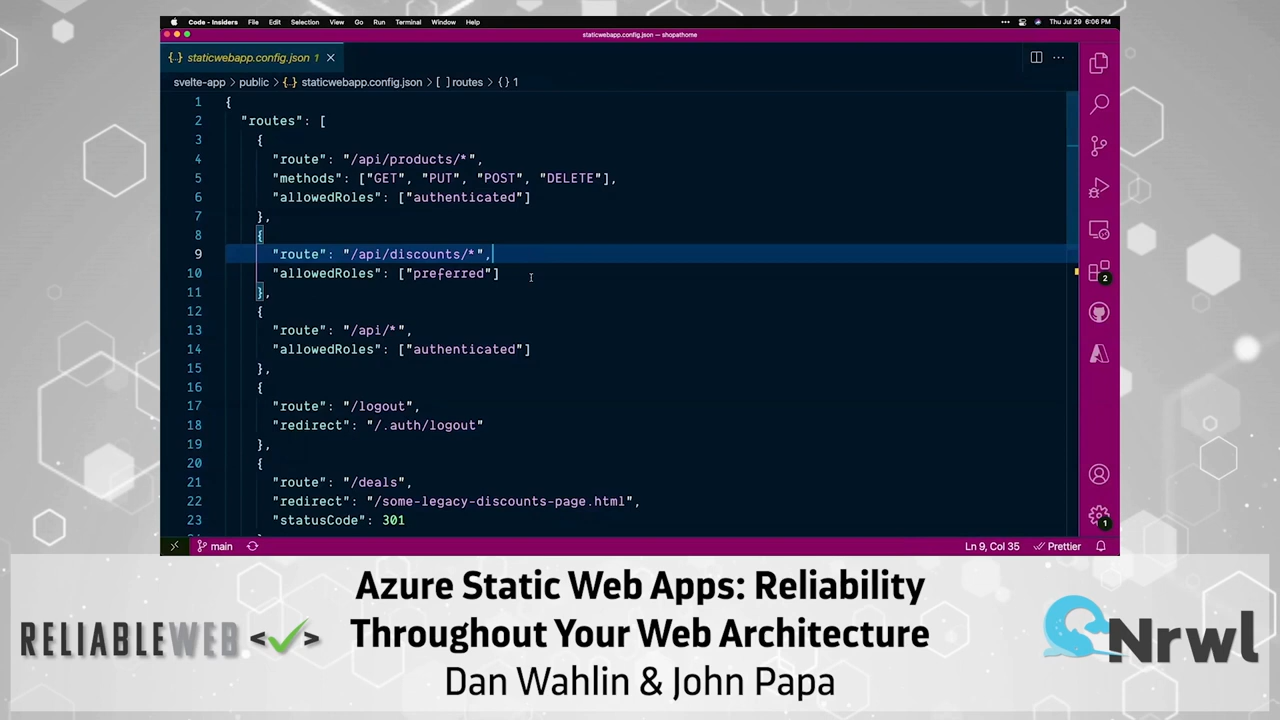 Code - Insiders File Edit Selection View Go Run Terminal Window Help
Thu Jul 29 6:06 PM
staticwebapp.config.json — shopathome
{..} staticwebapp.config.json 1 ×
svelte-app > public > {..} staticwebapp.config.json > [ ] routes > {} 1
1 {
2 "routes": [
3 {
4 "route": "/api/products/*",
5 "methods": ["GET", "PUT", "POST", "DELETE"],
6 "allowedRoles": ["authenticated"]
7 },
8 {
9 "route": "/api/discounts/*",
10 "allowedRoles": ["preferred"]
11 },
12 {
13 "route": "/api/*",
14 "allowedRoles": ["authenticated"]
15 },
16 {
17 "route": "/logout",
18 "redirect": "/.auth/logout"
19 },
20 {
21 "route": "/deals",
22 "redirect": "/some-legacy-discounts-page.html",
23 "statusCode": 301
2
1
main
Ln 9, Col 35 Prettier
Azure Static Web Apps: Reliability
Throughout Your Web Architecture
Dan Wahlin & John Papa
RELIABLEWEB
Nrwl